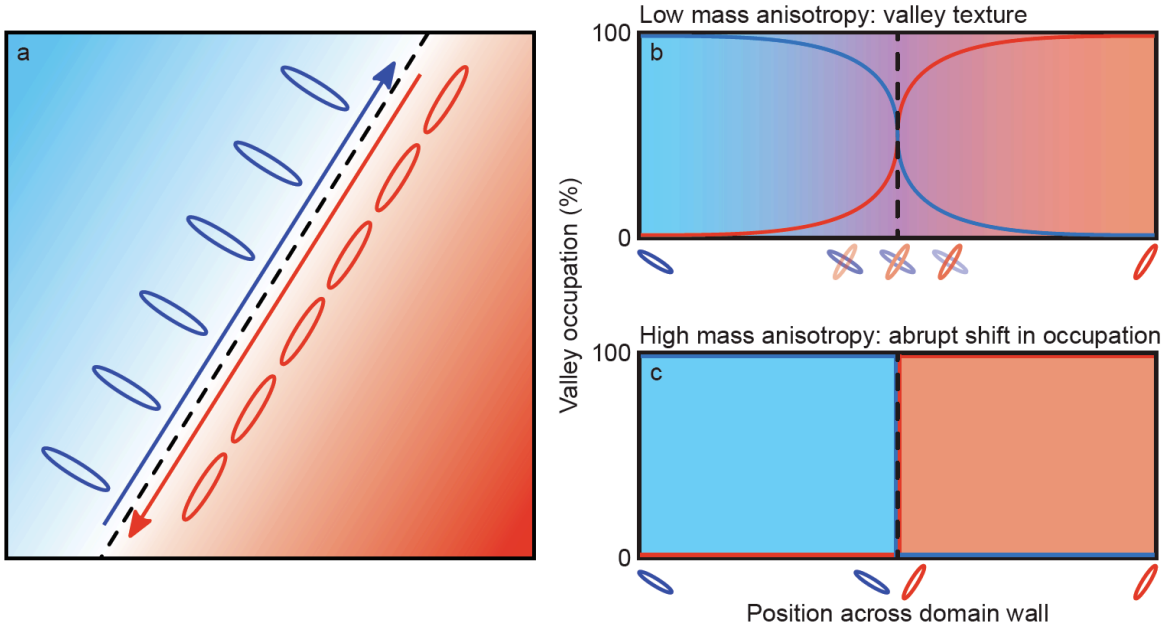 a
Low mass anisotropy: valley texture
100
b
0
Valley occupation (%)
High mass anisotropy: abrupt shift in occupation
100
c
0
Position across domain wall